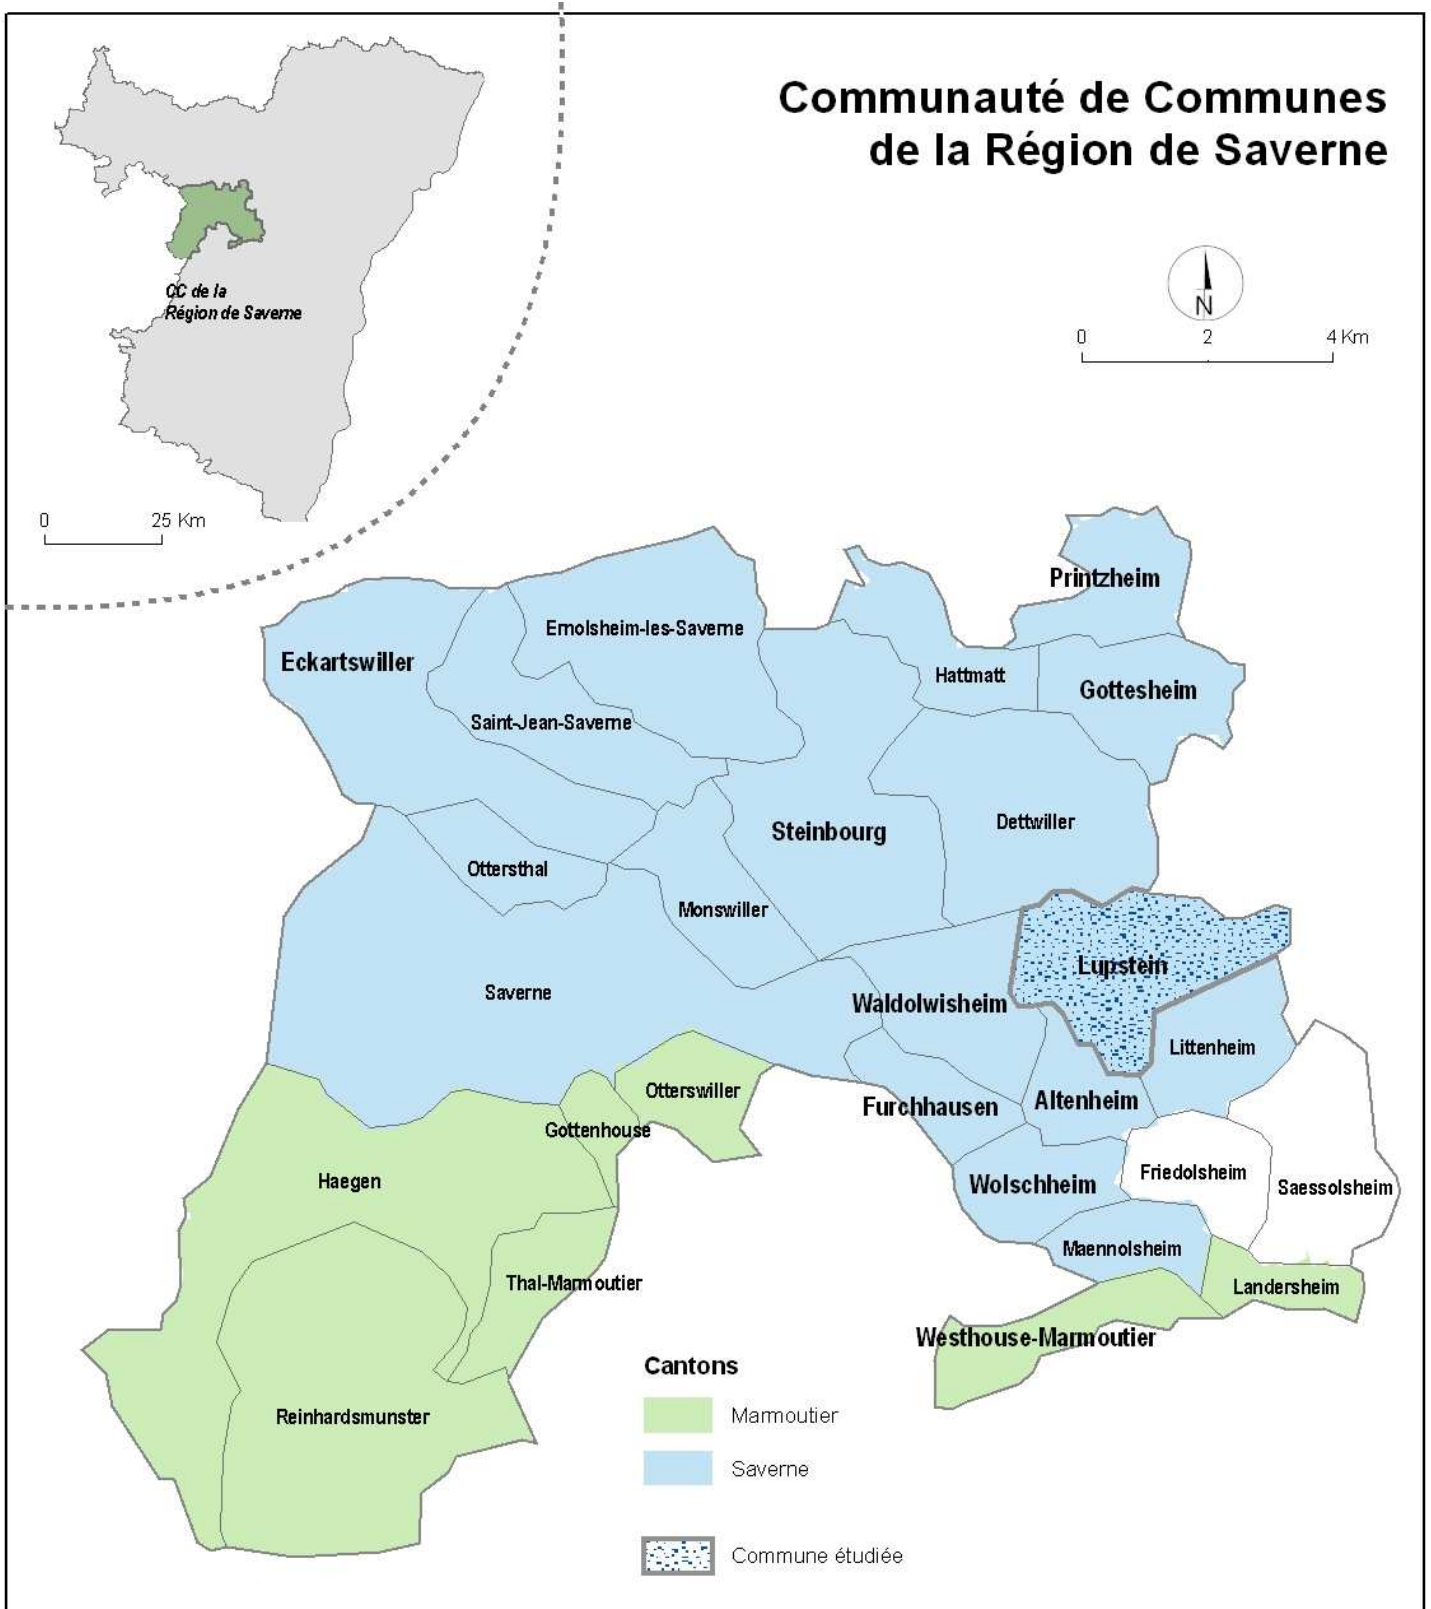 Communauté de Communes
de la Région de Saverne
CC de la
Région de Saverne
N
0 2 4 Km
0 25 Km
Printzheim
Ernolsheim-les-Saverne
Eckartswiller
Hattmatt
Gottesheim
Saint-Jean-Saverne
Steinbourg
Dettwiller
Ottersthal
Monswiller
Lupstein
Saverne
Waldolwisheim
Littenheim
Otterswiller
Furchhausen
Altenheim
Gottenhouse
Haegen
Wolschheim
Friedolsheim
Saessolsheim
Maennolsheim
Thal-Marmoutier
Landersheim
Westhouse-Marmoutier
Reinhardsmunster
Cantons
Marmoutier
Saverne
Commune étudiée